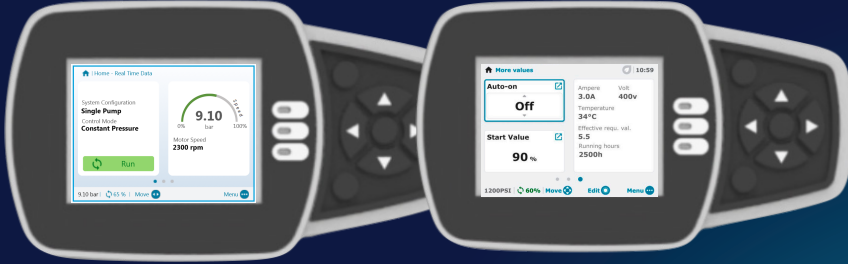 Home - Real Time Data
System Configuration
Single Pump
Control Mode
Constant Pressure
Run
Speed
9.10
bar
0%
100%
Motor Speed
2300 rpm
9.10 bar 65 % Move Menu
More values 10:59
Auto-on
Off
Start Value
90 %
Ampere Volt
3.0A 400v
Temperature
34°C
Effective requ. val.
5.5
Running hours
2500h
1200PSI 60% Move Edit Menu